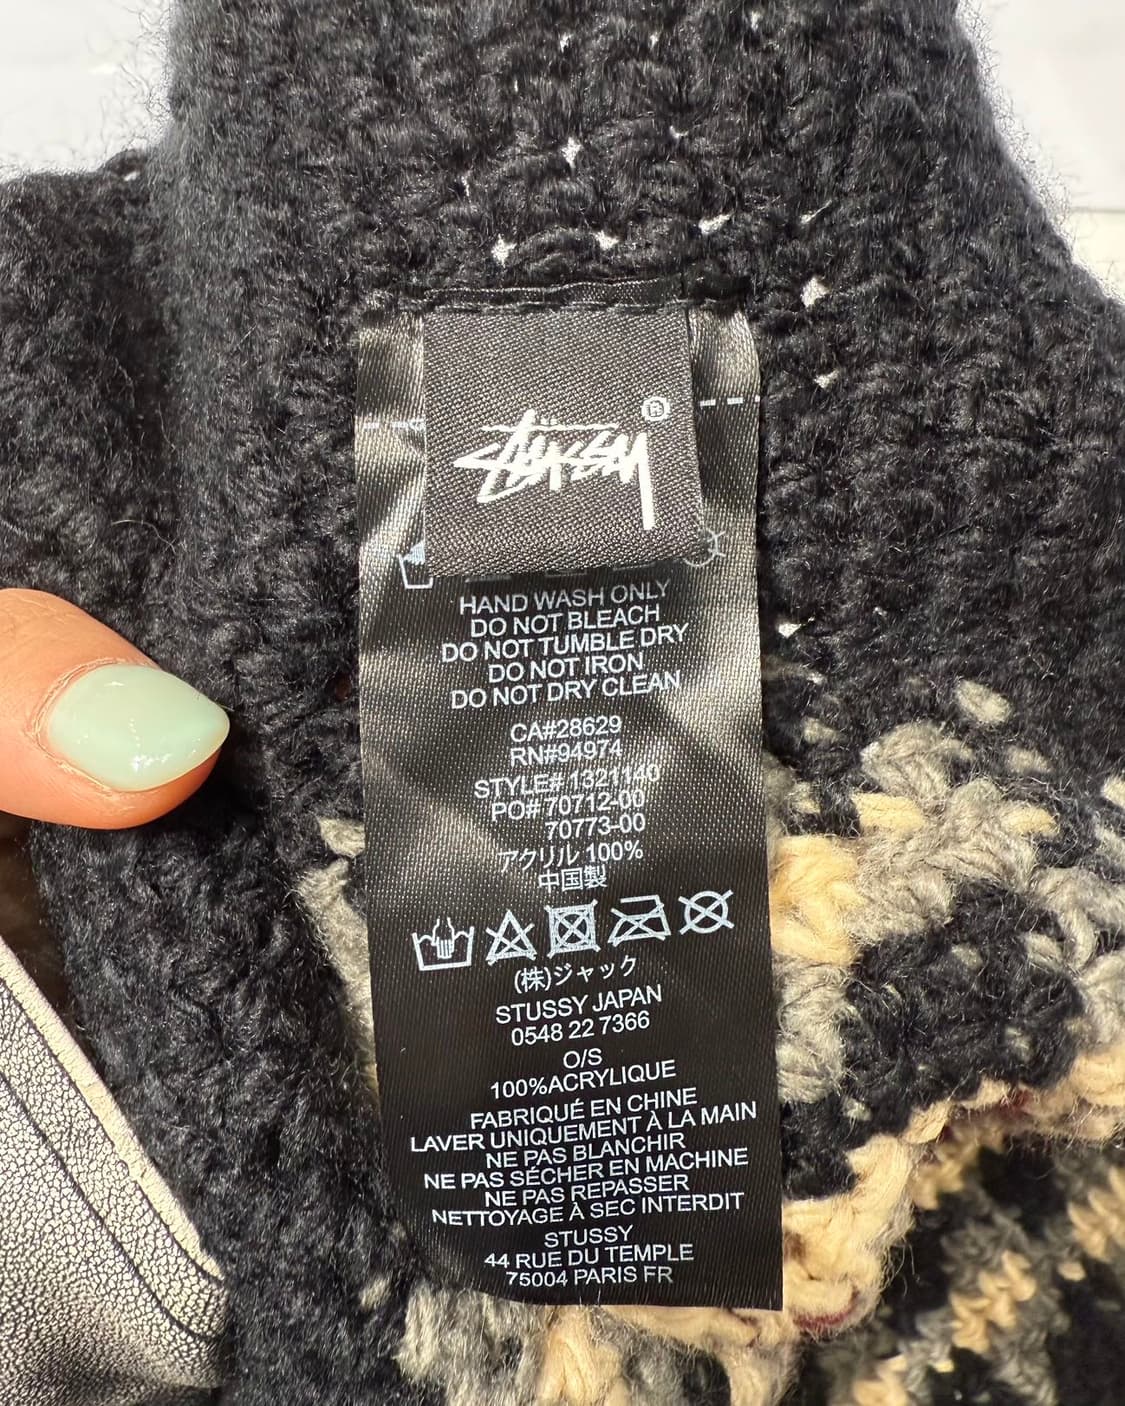 Stüssy ®
HAND WASH ONLY
DO NOT BLEACH
DO NOT TUMBLE DRY
DO NOT IRON
DO NOT DRY CLEAN
CA#28629
RN#94974
STYLE# 1321140
PO# 70712-00
70773-00
アクリル 100%
中国製
(株)ジャック
STUSSY JAPAN
0548 22 7366
O/S
100%ACRYLIQUE
FABRIQUÉ EN CHINE
LAVER UNIQUEMENT À LA MAIN
NE PAS BLANCHIR
NE PAS SÉCHER EN MACHINE
NE PAS REPASSER
NETTOYAGE À SEC INTERDIT
STUSSY
44 RUE DU TEMPLE
75004 PARIS FR